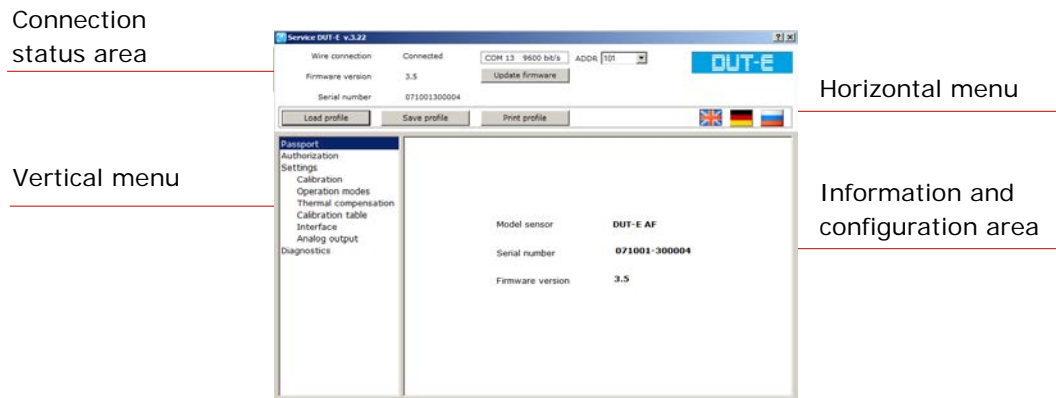 Connection
status area
Service DUT-E v.3.22
Wire connection Connected COM 13 9600 bit/s ADDR 101
DUT-E
Firmware version 3.5 Update firmware
Serial number 071001300004
Horizontal menu
Load profile Save profile Print profile
Vertical menu
Passport
Authorization
Settings
Calibration
Operation modes
Thermal compensation
Calibration table
Interface
Analog output
Diagnostics
Model sensor DUT-E AF
Serial number 071001-300004
Firmware version 3.5
Information and
configuration area